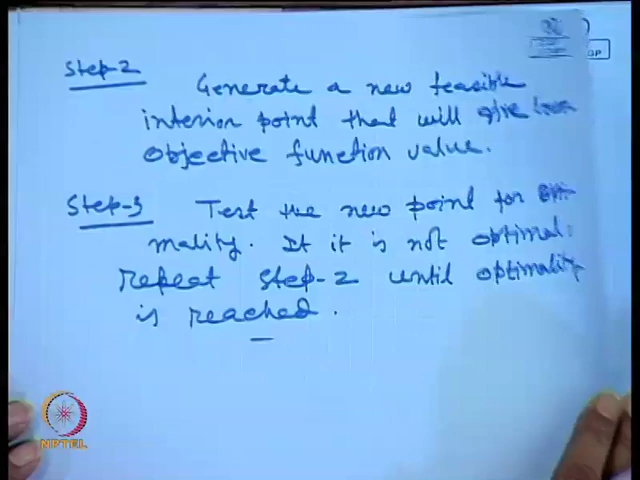 Step-2
Generate a new feasible
interior point that will give
objective function value.
Step-3
Test the new point for opti-
mality. If it is not optimal
repeat step-2 until optimality
is reached.
NPTEL